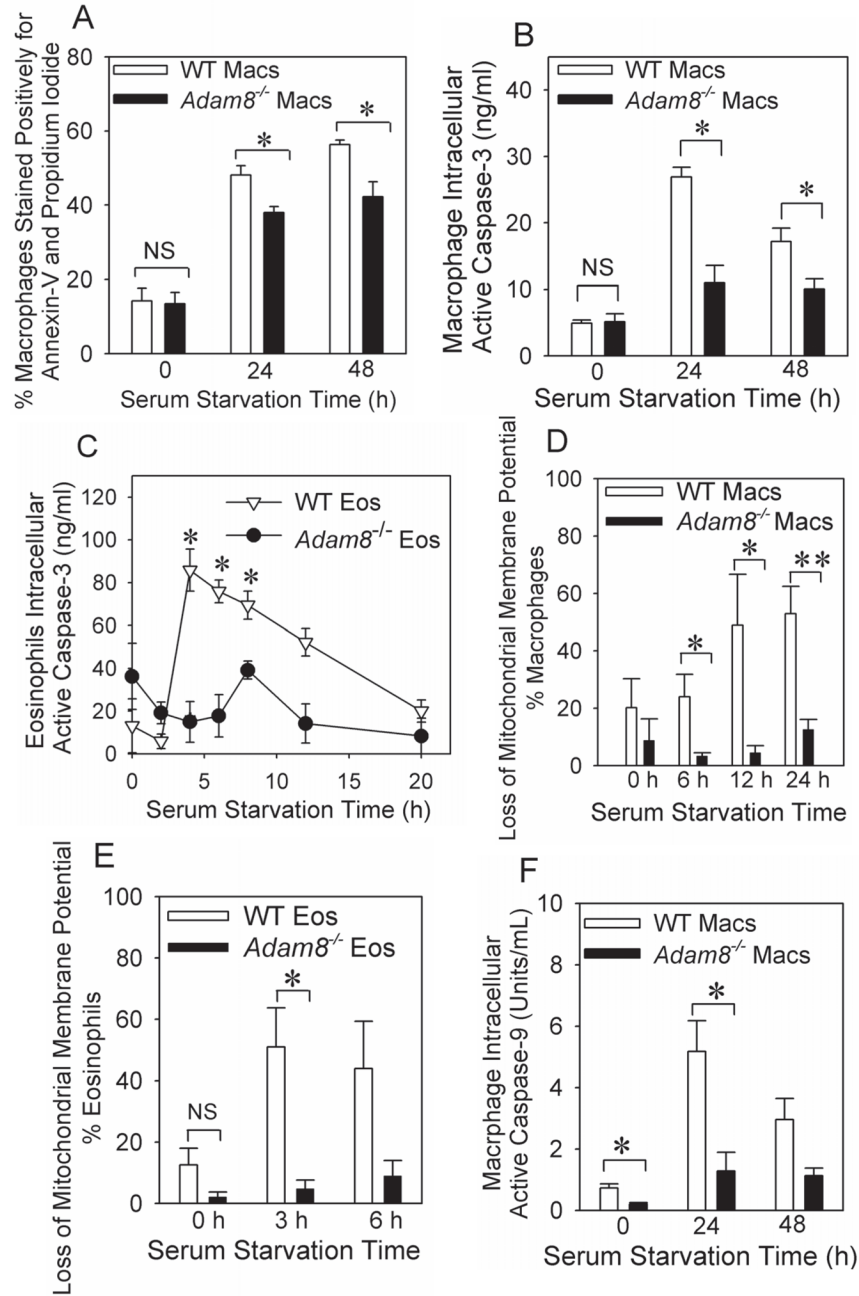 A
% Macrophages Stained Positively for
Annexin-V and Propidium Iodide
80
60
40
20
0
WT Macs
Adam8-/- Macs
NS
*
*
0 24 48
Serum Starvation Time (h)
B
Macrophage Intracellular
Active Caspase-3 (ng/ml)
40
30
20
10
0
WT Macs
Adam8-/- Macs
NS
*
*
0 24 48
Serum Starvation Time (h)
C
Eosinophils Intracellular
Active Caspase-3 (ng/ml)
120
100
80
60
40
20
0
WT Eos
Adam8-/- Eos
*
*
*
0 5 10 15 20
Serum Starvation Time (h)
D
Loss of Mitochondrial Membrane Potential
% Macrophages
100
80
60
40
20
0
WT Macs
Adam8-/- Macs
*
*
**
0 h 6 h 12 h 24 h
Serum Starvation Time
E
Loss of Mitochondrial Membrane Potential
% Eosinophils
100
80
60
40
20
0
WT Eos
Adam8-/- Eos
NS
*
0 h 3 h 6 h
Serum Starvation Time
F
Macrphage Intracellular
Active Caspase-9 (Units/mL)
10
8
6
4
2
0
WT Macs
Adam8-/- Macs
*
*
0 24 48
Serum Starvation Time (h)